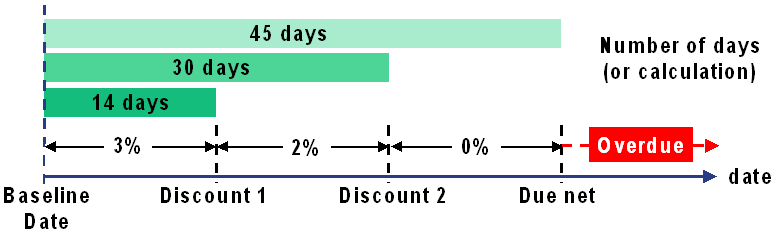 45 days
Number of days
(or calculation)
30 days
14 days
3%
2%
0%
Overdue
date
Baseline
Date
Discount 1
Discount 2
Due net